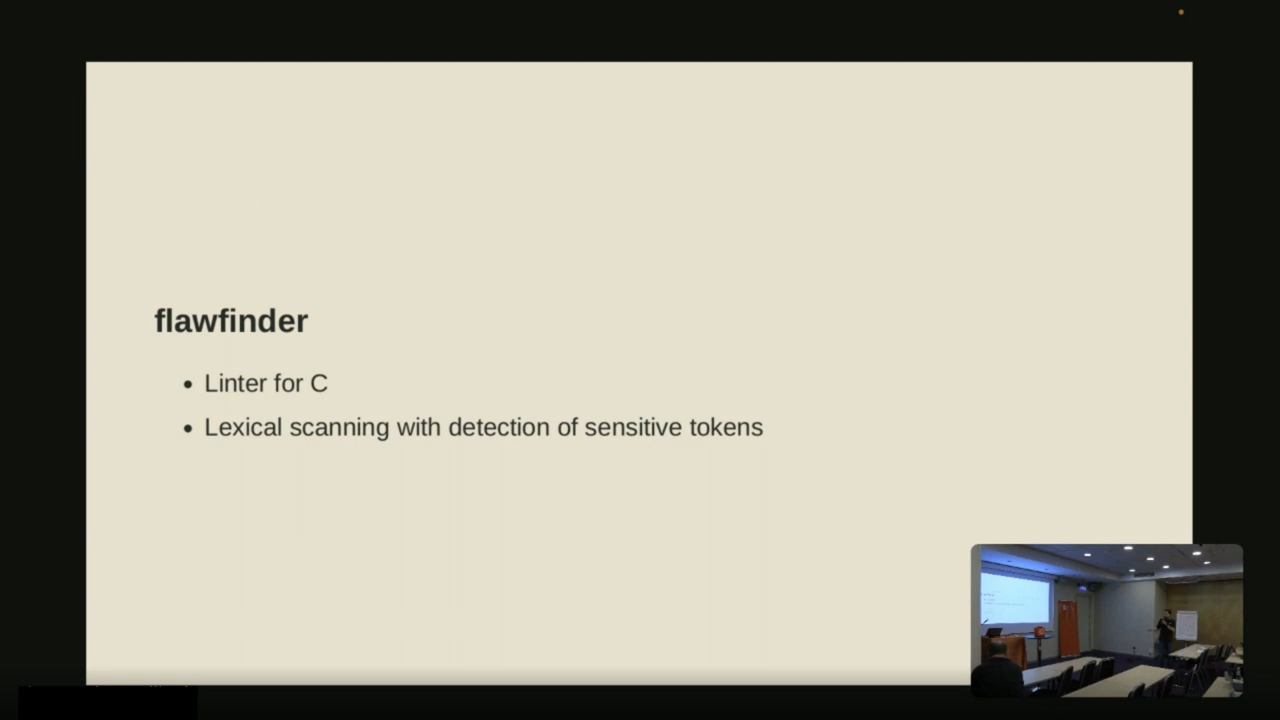 flawfinder
• Linter for C
• Lexical scanning with detection of sensitive tokens